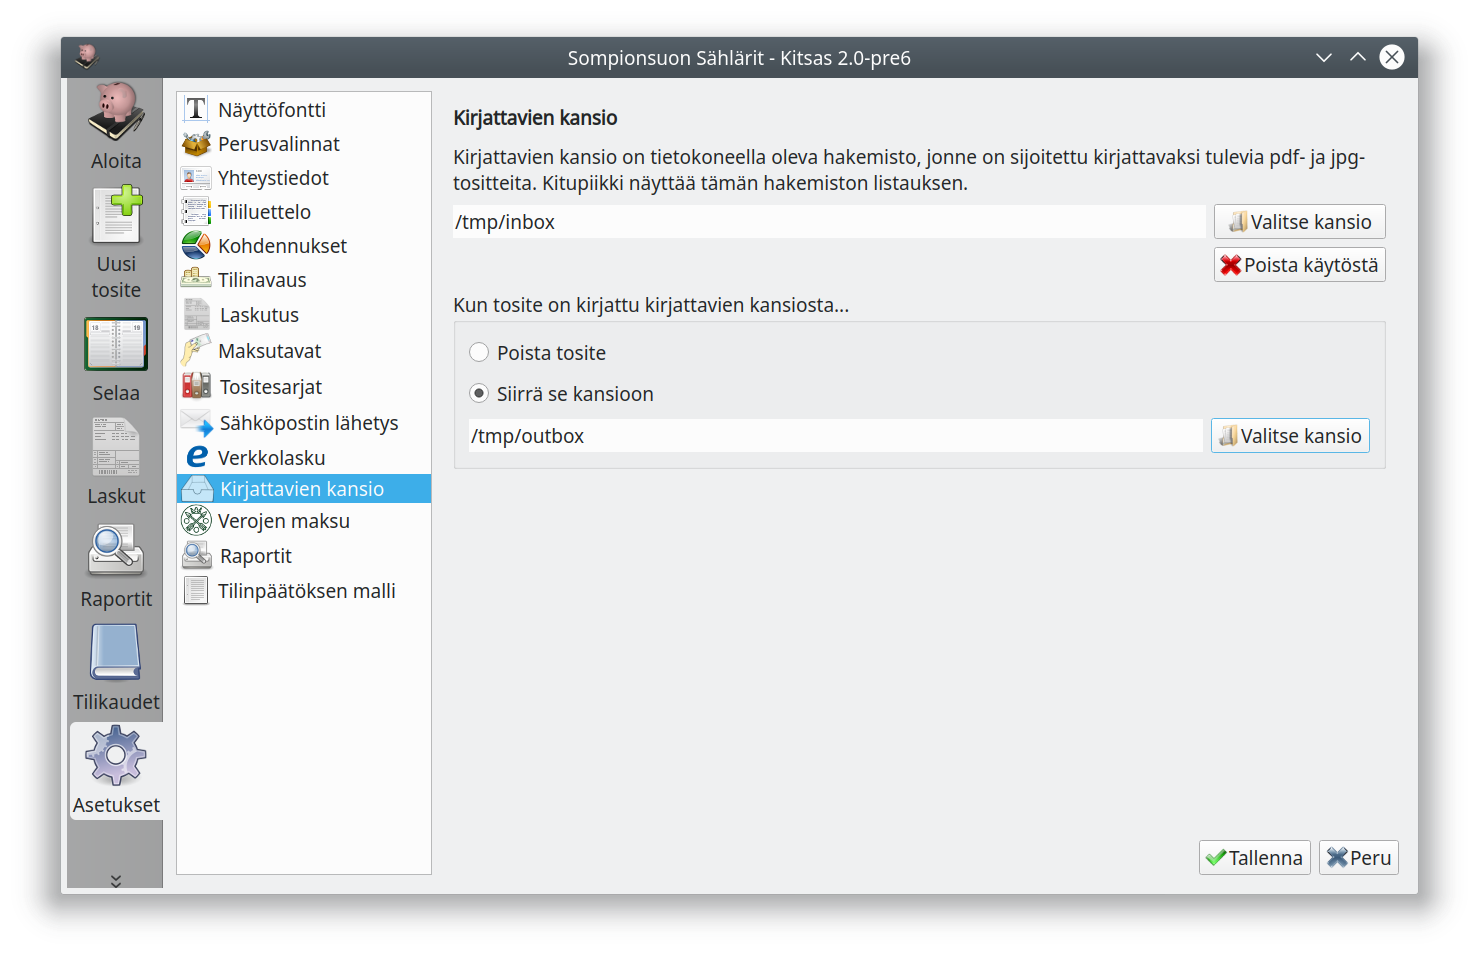 Sompionsuon Sählärit - Kitsas 2.0-pre6
Aloita
Uusi
tosite
Selaa
Laskut
Raportit
Tilikaudet
Asetukset
Näyttöfontti
Perusvalinnat
Yhteystiedot
Tililuettelo
Kohdennukset
Tilinavaus
Laskutus
Maksutavat
Tositesarjat
Sähköpostin lähetys
Verkkolasku
Kirjattavien kansio
Verojen maksu
Raportit
Tilinpäätöksen malli
Kirjattavien kansio
Kirjattavien kansio on tietokoneella oleva hakemisto, jonne on sijoitettu kirjattavaksi tulevia pdf- ja jpg-
tositteita. Kitupiikki näyttää tämän hakemiston listauksen.
/tmp/inbox
Valitse kansio
Poista käytöstä
Kun tosite on kirjattu kirjattavien kansiosta...
Poista tosite
Siirrä se kansioon
/tmp/outbox
Valitse kansio
Tallenna
Peru